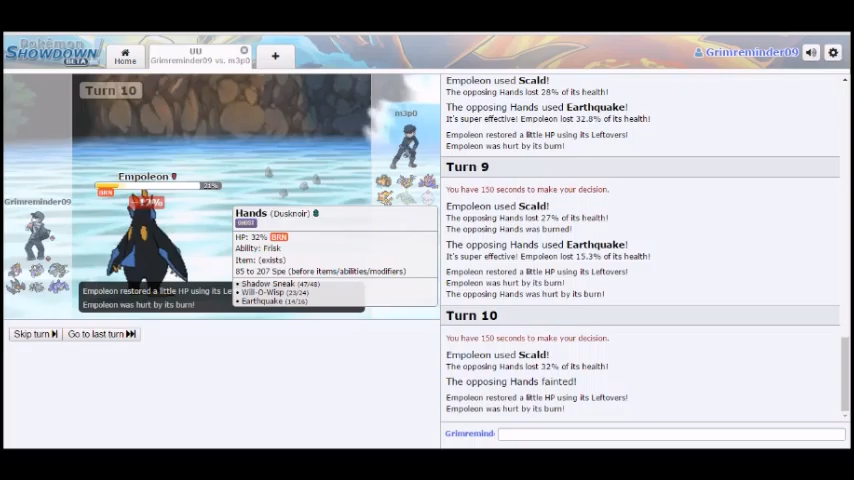 Pokémon
SHOWDOWN
BETA
Home
UU
Grimreminder09 vs. m3p0
+
Grimreminder09
Turn 10
m3p0
Empoleon
21%
BRN
Grimreminder09
Hands (Dusknoir)
GHOST
HP: 32% BRN
Ability: Frisk
Item: (exists)
85 to 207 Spe (before items/abilities/modifiers)
• Shadow Sneak (47/48)
• Will-O-Wisp (23/24)
• Earthquake (14/16)
Empoleon restored a little HP using its Le
Empoleon was hurt by its burn!
Skip turn
Go to last turn
Empoleon used Scald!
The opposing Hands lost 28% of its health!
The opposing Hands used Earthquake!
It's super effective! Empoleon lost 32.8% of its health!
Empoleon restored a little HP using its Leftovers!
Empoleon was hurt by its burn!
Turn 9
You have 150 seconds to make your decision.
Empoleon used Scald!
The opposing Hands lost 27% of its health!
The opposing Hands was burned!
The opposing Hands used Earthquake!
It's super effective! Empoleon lost 15.3% of its health!
Empoleon restored a little HP using its Leftovers!
Empoleon was hurt by its burn!
The opposing Hands was hurt by its burn!
Turn 10
You have 150 seconds to make your decision.
Empoleon used Scald!
The opposing Hands lost 32% of its health!
The opposing Hands fainted!
Empoleon restored a little HP using its Leftovers!
Empoleon was hurt by its burn!
Grimremind